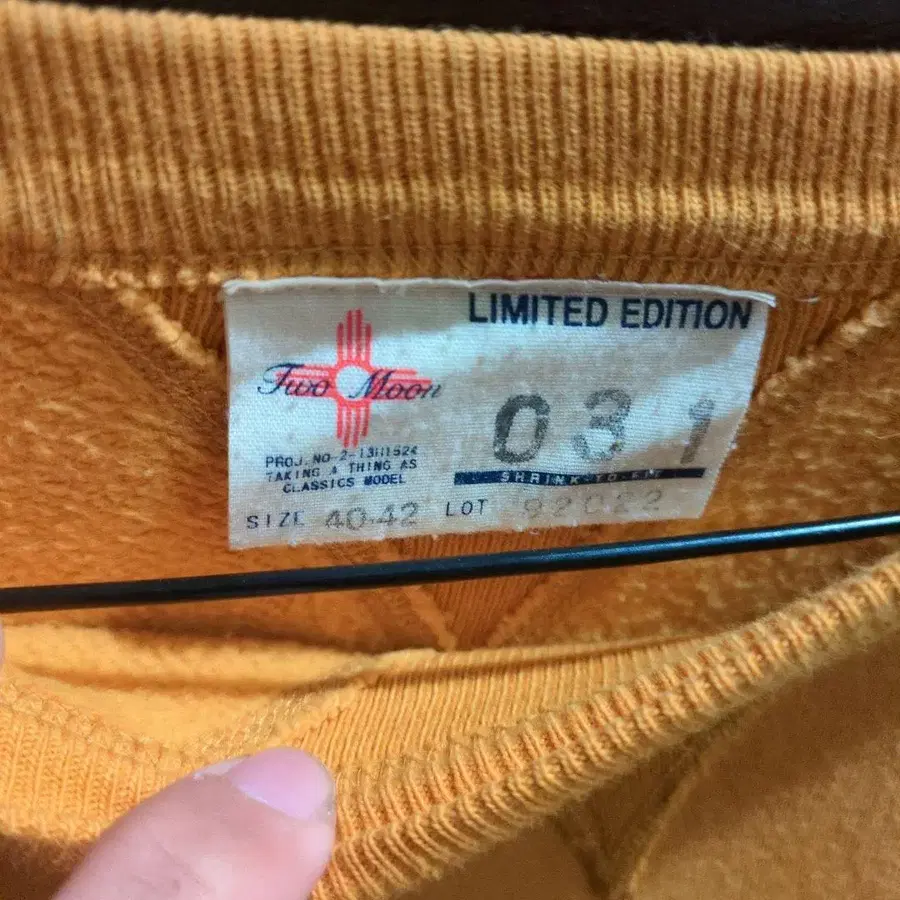 LIMITED EDITION
Two Moon
031
PROJ. NO-2-13111524
TAKING A THING AS
CLASSICS MODEL
SHRINK-TO-FIT
SIZE 40-42 LOT 92022